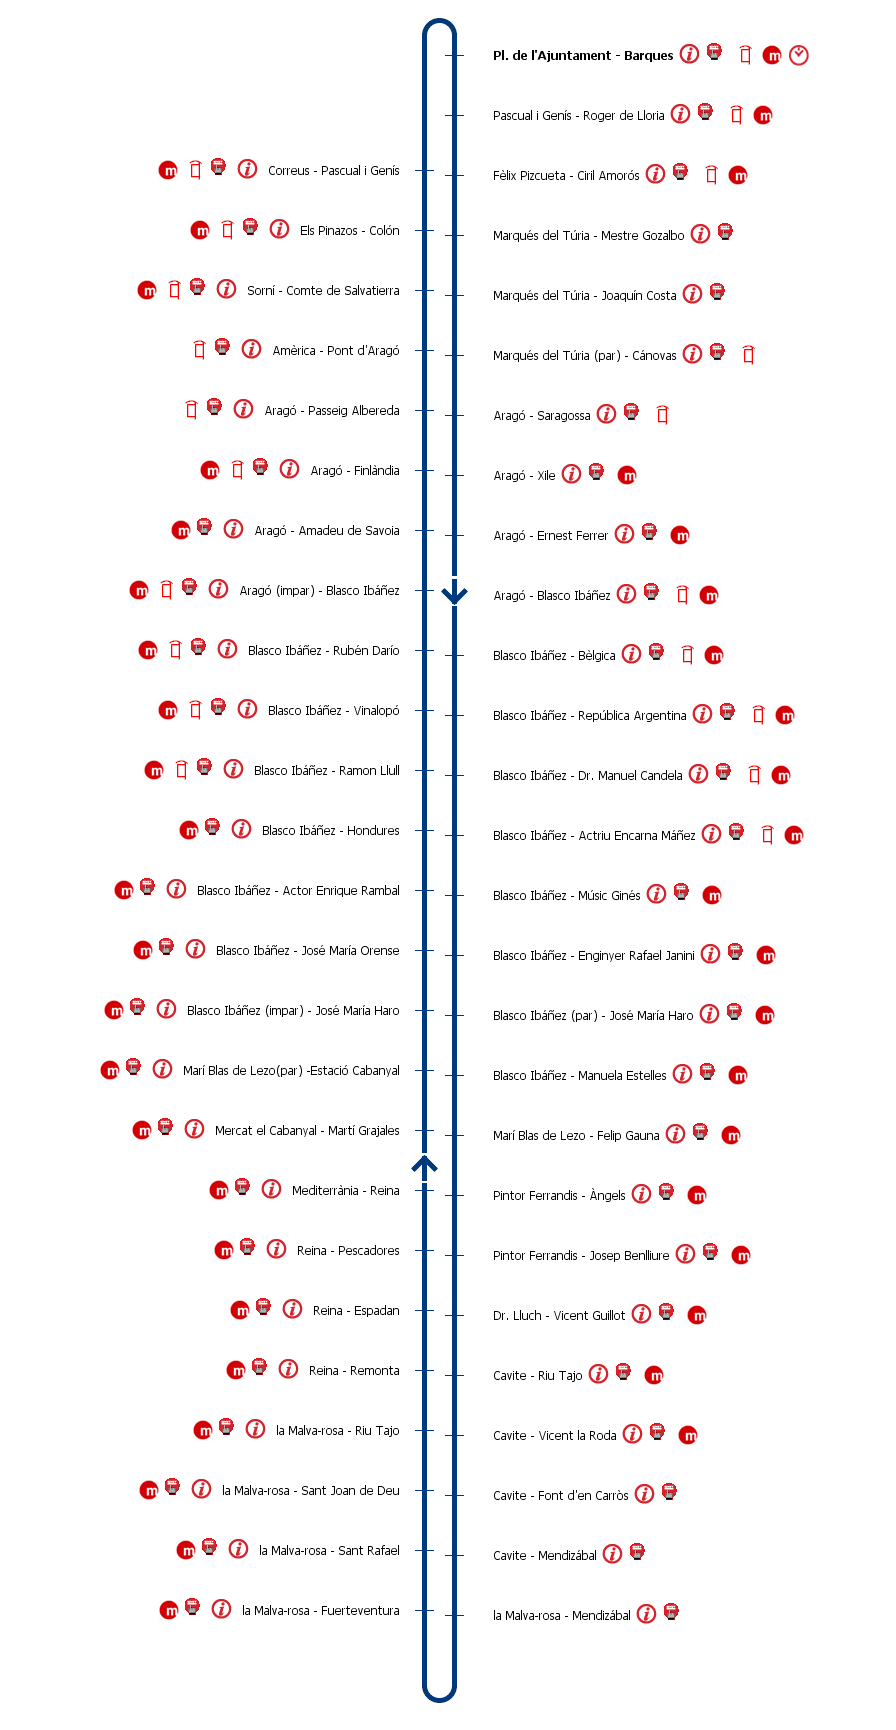 Pl. de l'Ajuntament - Barques
Pascual i Genís - Roger de Lloria
Correus - Pascual i Genís
Fèlix Pizcueta - Ciril Amorós
Els Pinazos - Colón
Marqués del Túria - Mestre Gozalbo
Sorní - Comte de Salvatierra
Marqués del Túria - Joaquín Costa
Amèrica - Pont d'Aragó
Marqués del Túria (par) - Cánovas
Aragó - Passeig Albereda
Aragó - Saragossa
Aragó - Finlàndia
Aragó - Xile
Aragó - Amadeu de Savoia
Aragó - Ernest Ferrer
Aragó (impar) - Blasco Ibáñez
Aragó - Blasco Ibáñez
Blasco Ibáñez - Rubén Darío
Blasco Ibáñez - Bèlgica
Blasco Ibáñez - Vinalopó
Blasco Ibáñez - República Argentina
Blasco Ibáñez - Ramon Llull
Blasco Ibáñez - Dr. Manuel Candela
Blasco Ibáñez - Hondures
Blasco Ibáñez - Actriu Encarna Máñez
Blasco Ibáñez - Actor Enrique Rambal
Blasco Ibáñez - Músic Ginés
Blasco Ibáñez - José María Orense
Blasco Ibáñez - Enginyer Rafael Janini
Blasco Ibáñez (impar) - José María Haro
Blasco Ibáñez (par) - José María Haro
Marí Blas de Lezo(par) -Estació Cabanyal
Blasco Ibáñez - Manuela Estelles
Mercat el Cabanyal - Martí Grajales
Marí Blas de Lezo - Felip Gauna
Mediterrània - Reina
Pintor Ferrandis - Àngels
Reina - Pescadores
Pintor Ferrandis - Josep Benlliure
Reina - Espadan
Dr. Lluch - Vicent Guillot
Reina - Remonta
Cavite - Riu Tajo
la Malva-rosa - Riu Tajo
Cavite - Vicent la Roda
la Malva-rosa - Sant Joan de Deu
Cavite - Font d'en Carròs
la Malva-rosa - Sant Rafael
Cavite - Mendizábal
la Malva-rosa - Fuerteventura
la Malva-rosa - Mendizábal